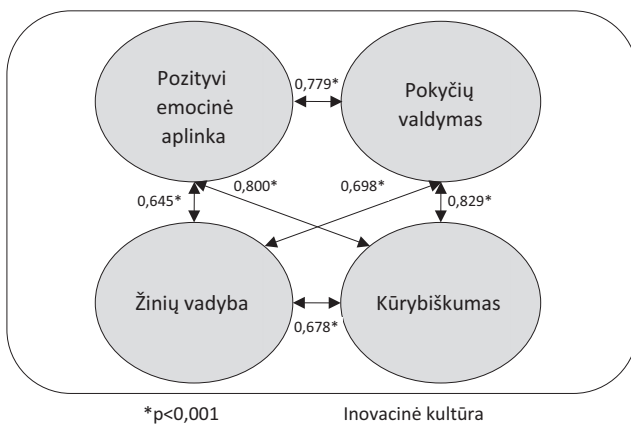 Pozityvi
emocinė
aplinka
0,779*
Pokyčių
valdymas
0,645*
0,800*
0,698*
0,829*
Žinių vadyba
0,678*
Kūrybiškumas
*p<0,001
Inovacinė kultūra